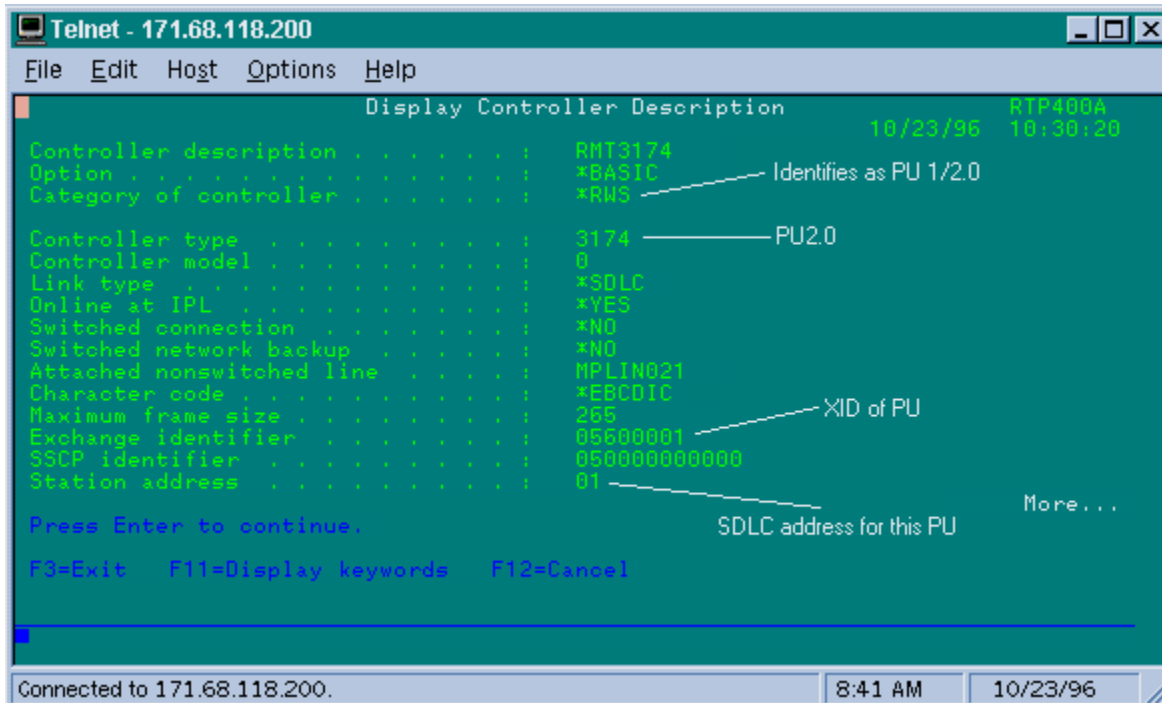 Telnet - 171.68.118.200
File Edit Host Options Help
Display Controller Description RTP400A
10/23/96 10:30:20
Controller description . . . . . . : RMT3174
Option . . . . . . . . . . . . . . : *BASIC
Identifies as PU 1/2.0
Category of controller . . . . . . : *RWS
Controller type . . . . . . . . . : 3174
PU2.0
Controller model . . . . . . . . . : 0
Link type . . . . . . . . . . . . : *SDLC
Online at IPL . . . . . . . . . . : *YES
Switched connection . . . . . . . : *NO
Switched network backup . . . . . : *NO
Attached nonswitched line . . . . : MPLIN021
Character code . . . . . . . . . . : *EBCDIC
Maximum frame size . . . . . . . . : 265
XID of PU
Exchange identifier . . . . . . . : 05600001
SSCP identifier . . . . . . . . . : 050000000000
Station address . . . . . . . . . : 01
More...
Press Enter to continue.
SDLC address for this PU
F3=Exit F11=Display keywords F12=Cancel
Connected to 171.68.118.200.
8:41 AM
10/23/96